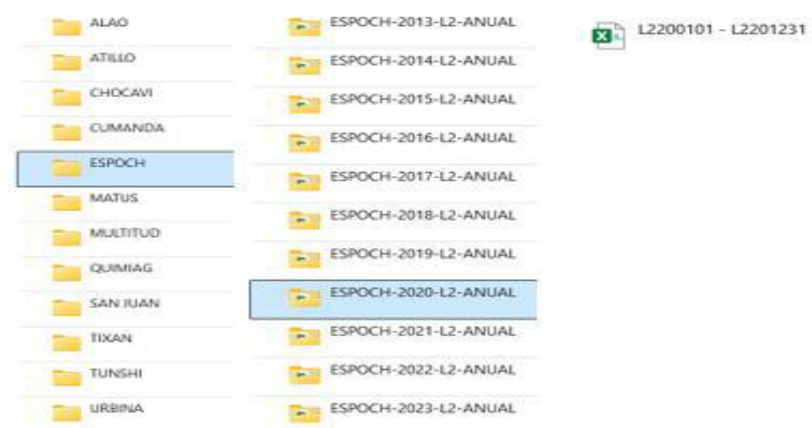 ALAO
ATILLO
CHOCAVI
CUMANDA
ESPOCH
MATUS
MULTITUD
QUIMIAG
SAN JUAN
TIXAN
TUNSHI
URBINA
ESPOCH-2013-L2-ANUAL
ESPOCH-2014-L2-ANUAL
ESPOCH-2015-L2-ANUAL
ESPOCH-2016-L2-ANUAL
ESPOCH-2017-L2-ANUAL
ESPOCH-2018-L2-ANUAL
ESPOCH-2019-L2-ANUAL
ESPOCH-2020-L2-ANUAL
ESPOCH-2021-L2-ANUAL
ESPOCH-2022-L2-ANUAL
ESPOCH-2023-L2-ANUAL
L2200101 - L2201231